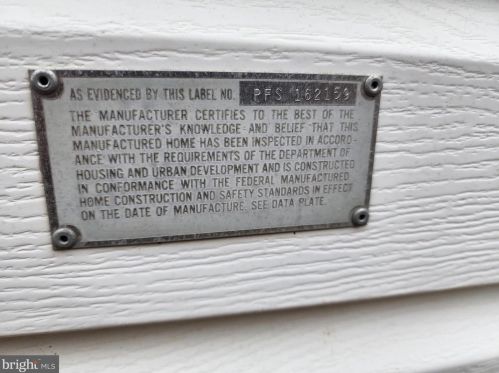 AS EVIDENCED BY THIS LABEL NO. PFS 162159
THE MANUFACTURER CERTIFIES TO THE BEST OF THE
MANUFACTURER'S KNOWLEDGE AND BELIEF THAT THIS
MANUFACTURED HOME HAS BEEN INSPECTED IN ACCORD-
ANCE WITH THE REQUIREMENTS OF THE DEPARTMENT OF
HOUSING AND URBAN DEVELOPMENT AND IS CONSTRUCTED
IN CONFORMANCE WITH THE FEDERAL MANUFACTURED
HOME CONSTRUCTION AND SAFETY STANDARDS IN EFFECT
ON THE DATE OF MANUFACTURE. SEE DATA PLATE.
bright MLS